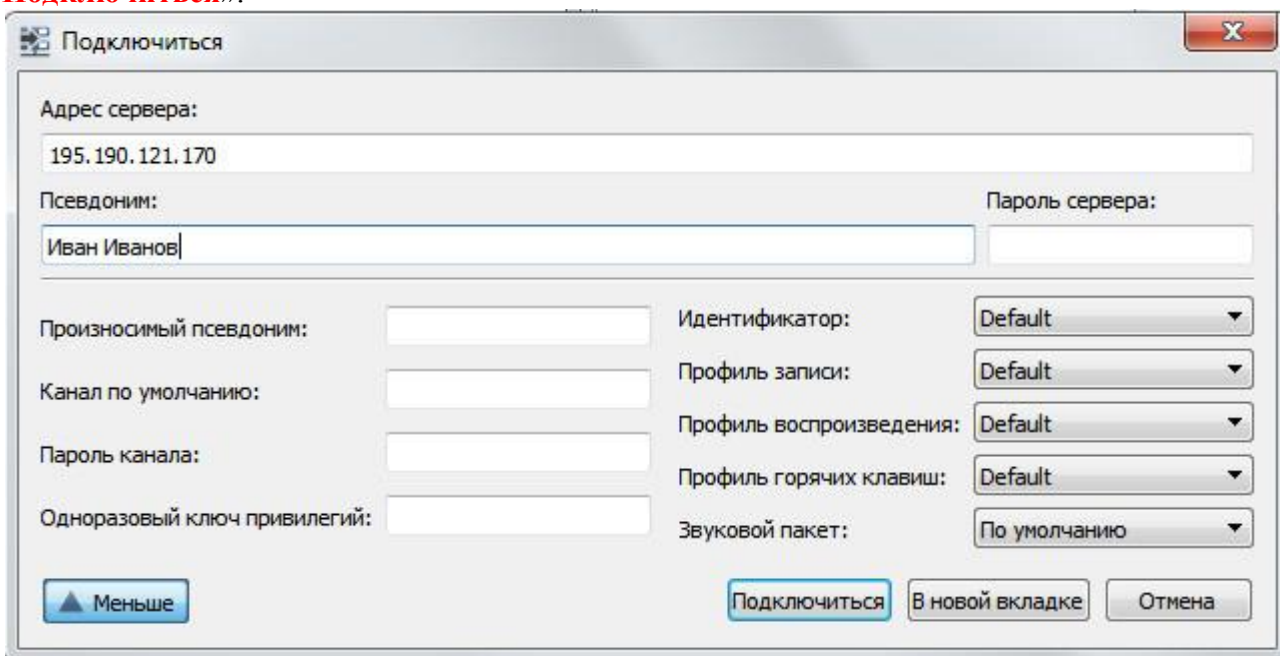 Подключиться».
Подключиться
Адрес сервера:
195.190.121.170
Псевдоним: Пароль сервера:
Иван Иванов
Произносимый псевдоним: Идентификатор: Default
Канал по умолчанию: Профиль записи: Default
Профиль воспроизведения: Default
Пароль канала: Профиль горячих клавиш: Default
Одноразовый ключ привилегий: Звуковой пакет: По умолчанию
Меньше Подключиться В новой вкладке Отмена